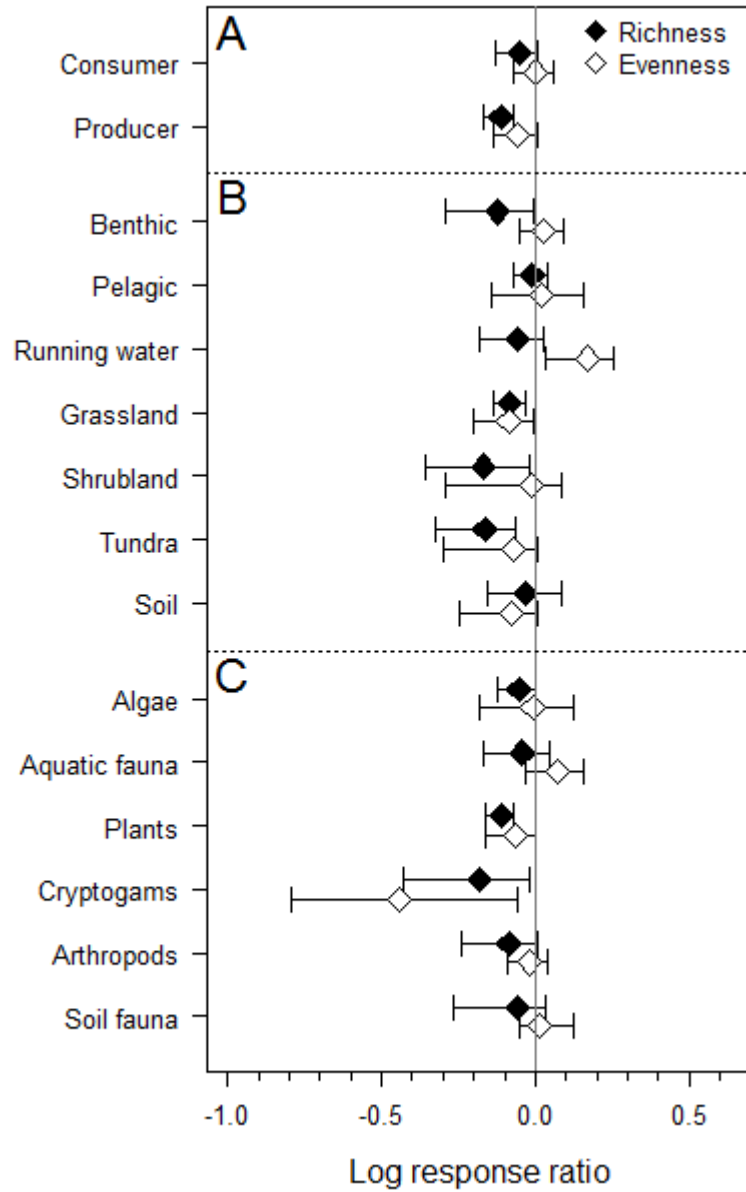 A
Richness
Evenness
Consumer
Producer
B
Benthic
Pelagic
Running water
Grassland
Shrubland
Tundra
Soil
C
Algae
Aquatic fauna
Plants
Cryptogams
Arthropods
Soil fauna
-1.0 -0.5 0.0 0.5
Log response ratio